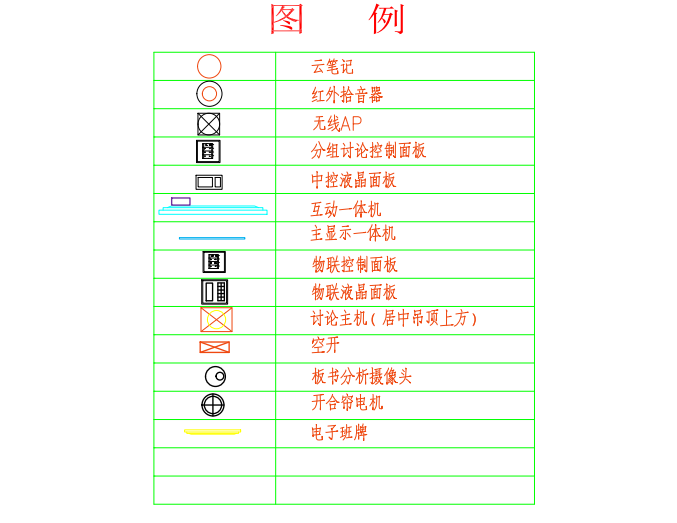 图 例
云笔记
红外拾音器
无线AP
分组讨论控制面板
中控液晶面板
互动一体机
主显示一体机
物联控制面板
物联液晶面板
讨论主机(居中吊顶上方)
空开
板书分析摄像头
开合帘电机
电子班牌